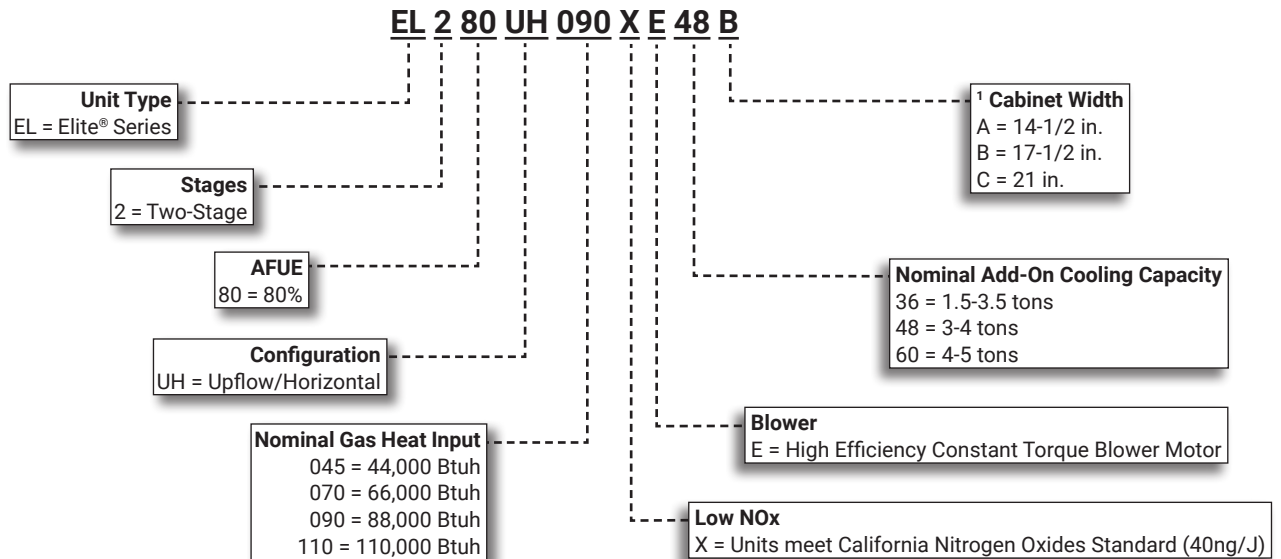 EL 2 80 UH 090 X E 48 B
Unit Type
EL = Elite® Series
Stages
2 = Two-Stage
AFUE
80 = 80%
Configuration
UH = Upflow/Horizontal
Nominal Gas Heat Input
045 = 44,000 Btuh
070 = 66,000 Btuh
090 = 88,000 Btuh
110 = 110,000 Btuh
¹ Cabinet Width
A = 14-1/2 in.
B = 17-1/2 in.
C = 21 in.
Nominal Add-On Cooling Capacity
36 = 1.5-3.5 tons
48 = 3-4 tons
60 = 4-5 tons
Blower
E = High Efficiency Constant Torque Blower Motor
Low NOx
X = Units meet California Nitrogen Oxides Standard (40ng/J)